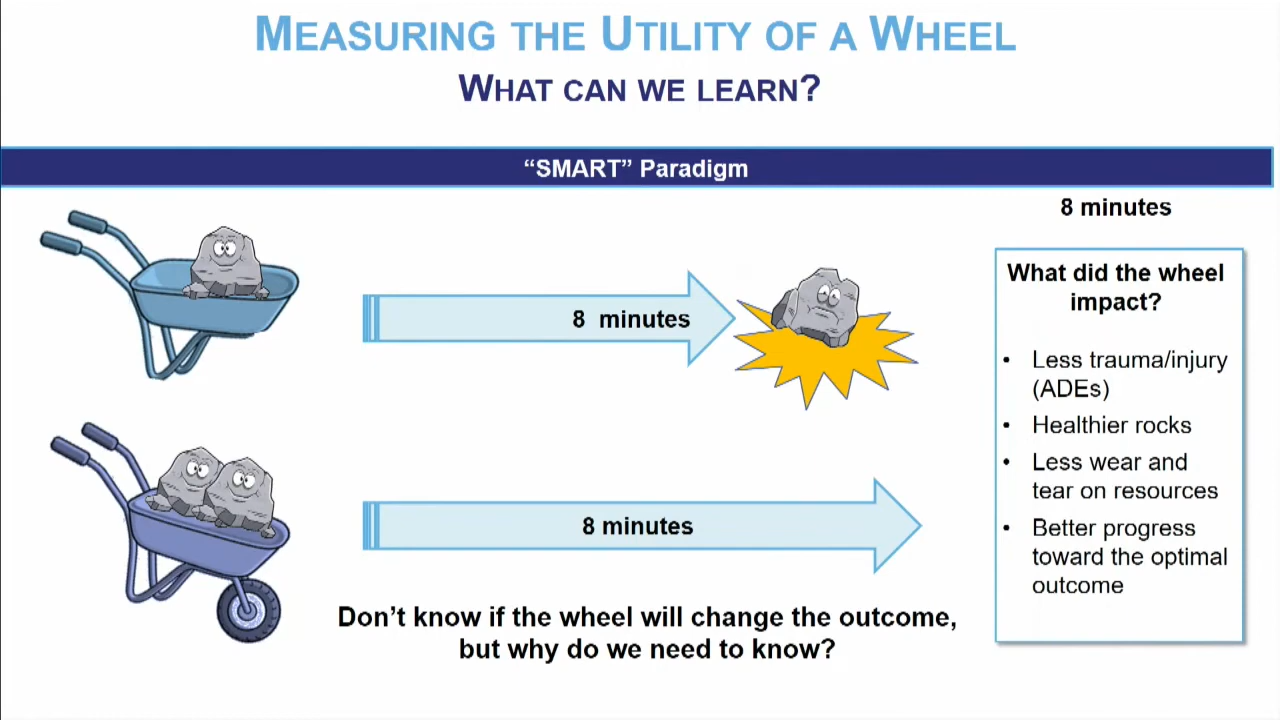 MEASURING THE UTILITY OF A WHEEL
WHAT CAN WE LEARN?
“SMART” Paradigm
8 minutes
8 minutes
8 minutes
Don’t know if the wheel will change the outcome,
but why do we need to know?
What did the wheel
impact?
• Less trauma/injury
(ADEs)
• Healthier rocks
• Less wear and
tear on resources
• Better progress
toward the optimal
outcome